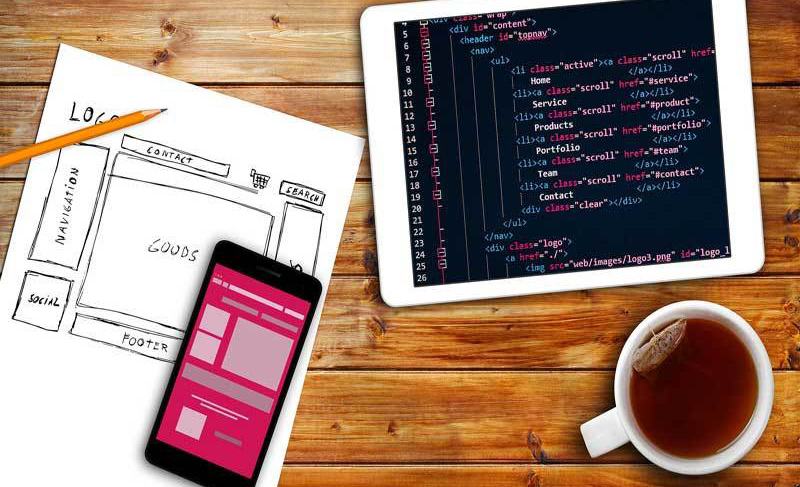 LOGO
CONTACT
SEARCH
NAVIGATION
GOODS
SOCIAL
FOOTER
4 <div class="wrap">
5 <div id="content">
6 <header id="topnav">
7 <nav>
8 <ul>
9 <li class="active"><a class="scroll" href=
10 Home </a></li>
11 <li><a class="scroll" href="#service">
12 Service </a></li>
13 <li><a class="scroll" href="#product">
14 Products </a></li>
15 <li><a class="scroll" href="#portfolio">
16 Portfolio </a></li>
17 <li><a class="scroll" href="#team">
18 Team </a></li>
19 <li><a class="scroll" href="#contact">
20 Contact </a></li>
21 <div class="clear"></div>
22 </ul>
23 </nav>
24 <div class="logo">
25 <a href="./">
26 <img src="web/images/logo3.png" id="logo_1